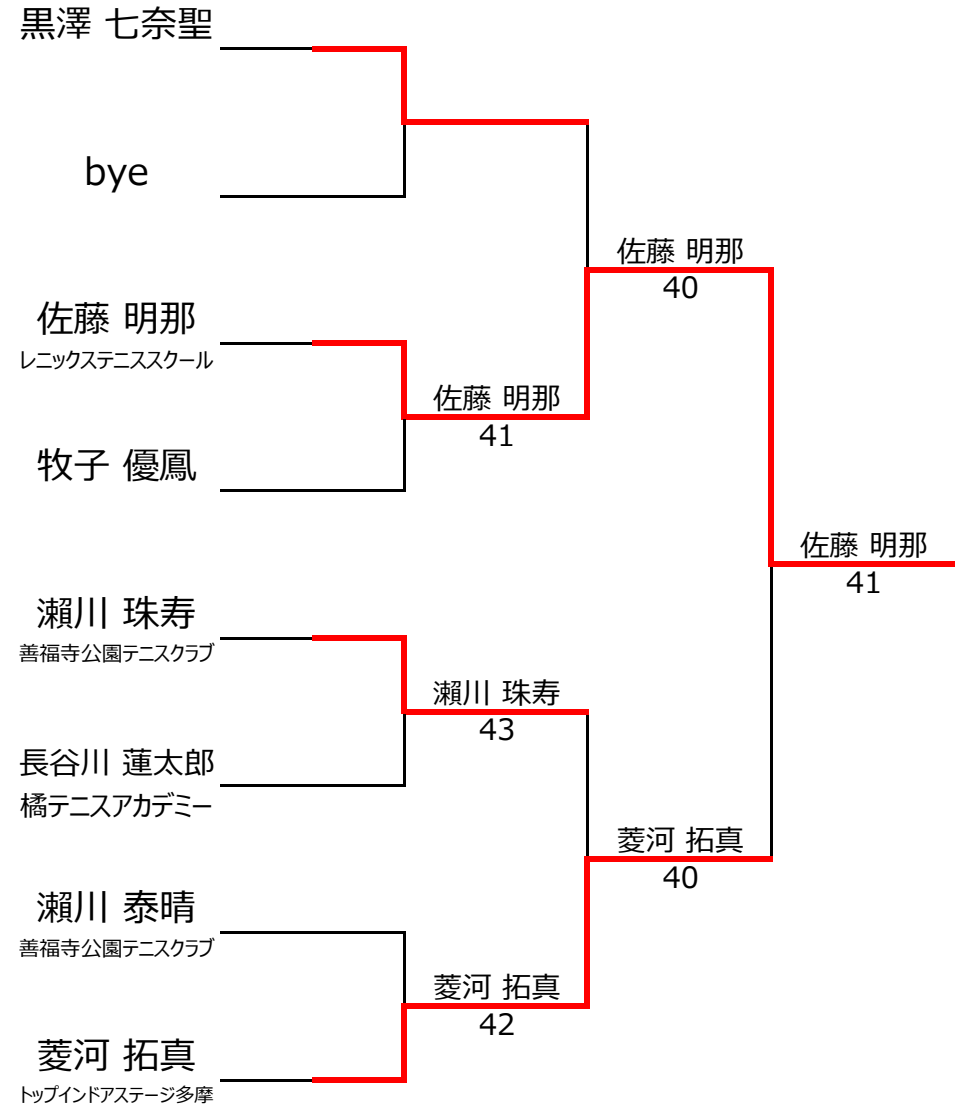 黒澤 七奈聖
bye
佐藤 明那
レニックステニススクール
牧子 優鳳
瀬川 珠寿
善福寺公園テニスクラブ
長谷川 蓮太郎
橘テニスアカデミー
瀬川 泰晴
善福寺公園テニスクラブ
菱河 拓真
トップインドアステージ多摩
佐藤 明那
41
瀬川 珠寿
43
菱河 拓真
42
佐藤 明那
40
菱河 拓真
40
佐藤 明那
41